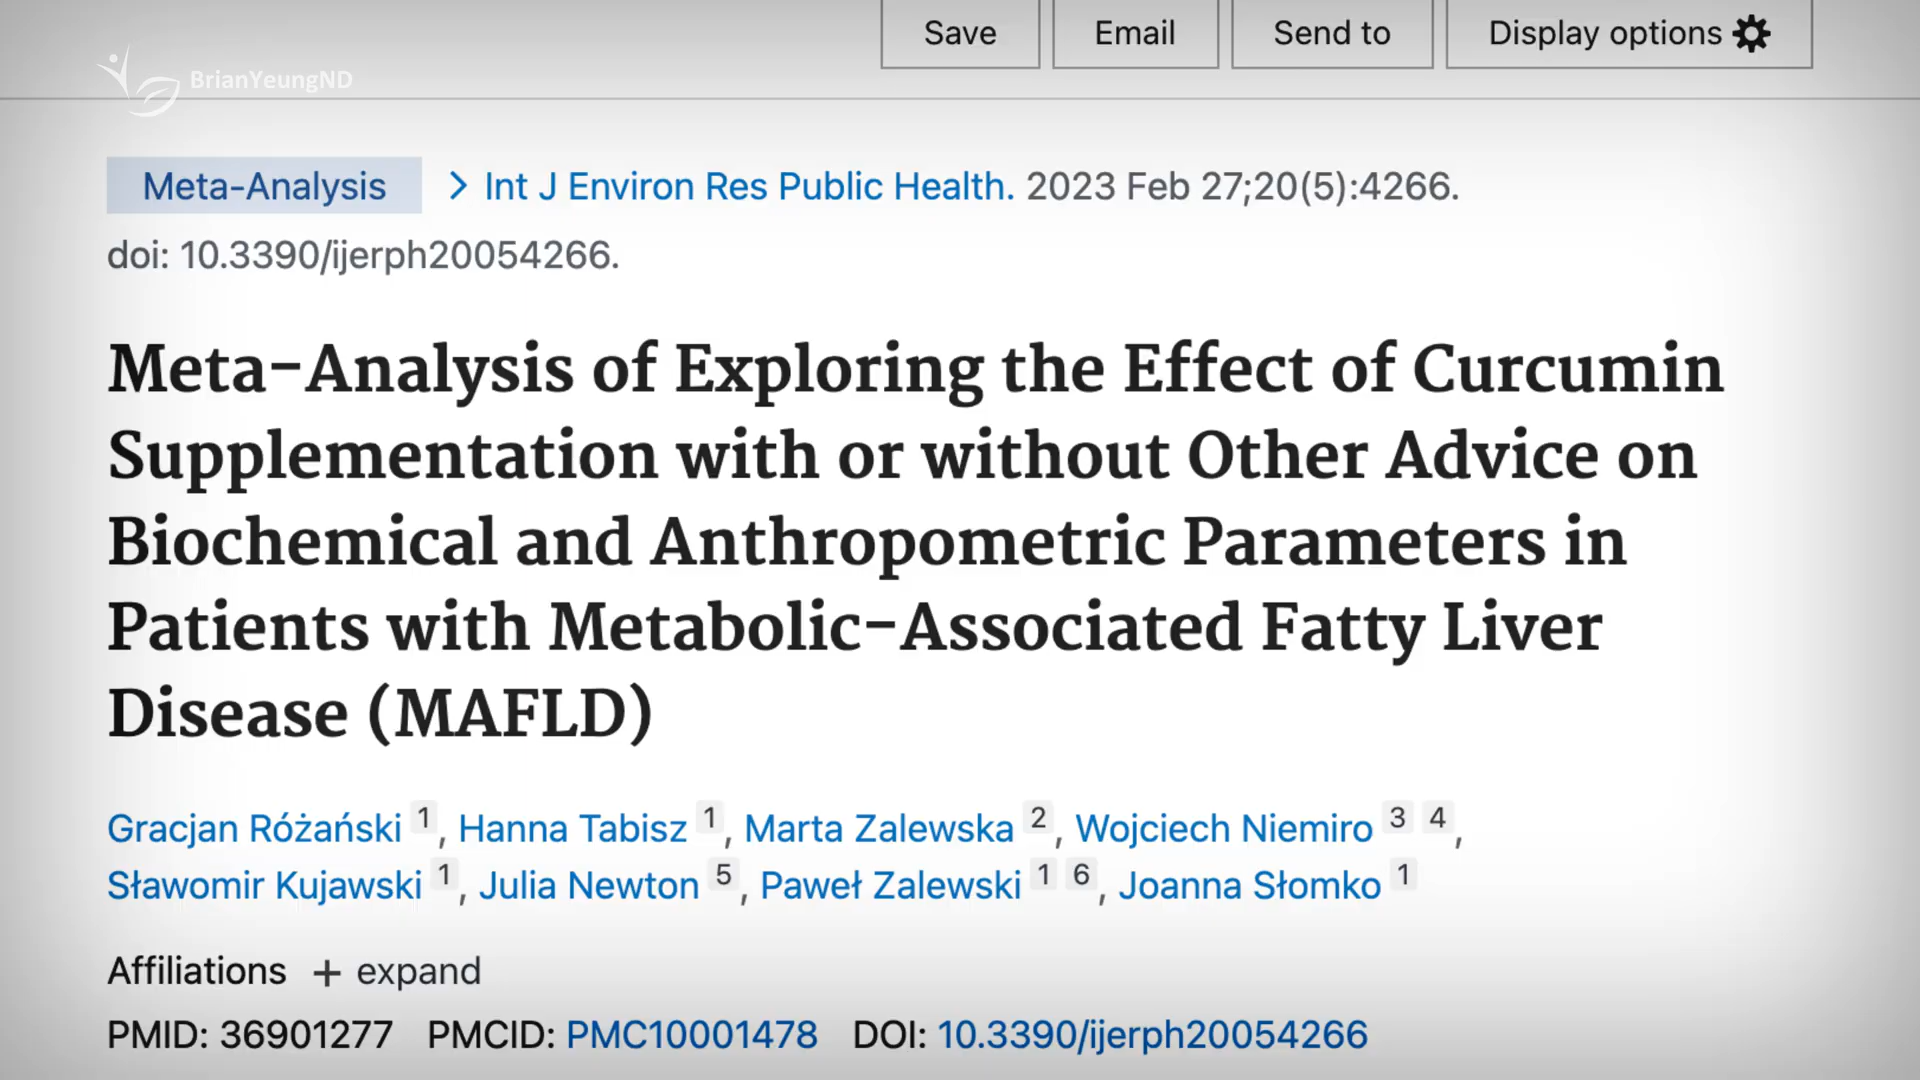 Save Email Send to Display options
BrianYeungND
Meta-Analysis > Int J Environ Res Public Health. 2023 Feb 27;20(5):4266.
doi: 10.3390/ijerph20054266.
Meta-Analysis of Exploring the Effect of Curcumin
Supplementation with or without Other Advice on
Biochemical and Anthropometric Parameters in
Patients with Metabolic-Associated Fatty Liver
Disease (MAFLD)
Gracjan Różański 1, Hanna Tabisz 1, Marta Zalewska 2, Wojciech Niemiro 3 4,
Sławomir Kujawski 1, Julia Newton 5, Paweł Zalewski 1 6, Joanna Słomko 1
Affiliations + expand
PMID: 36901277 PMCID: PMC10001478 DOI: 10.3390/ijerph20054266